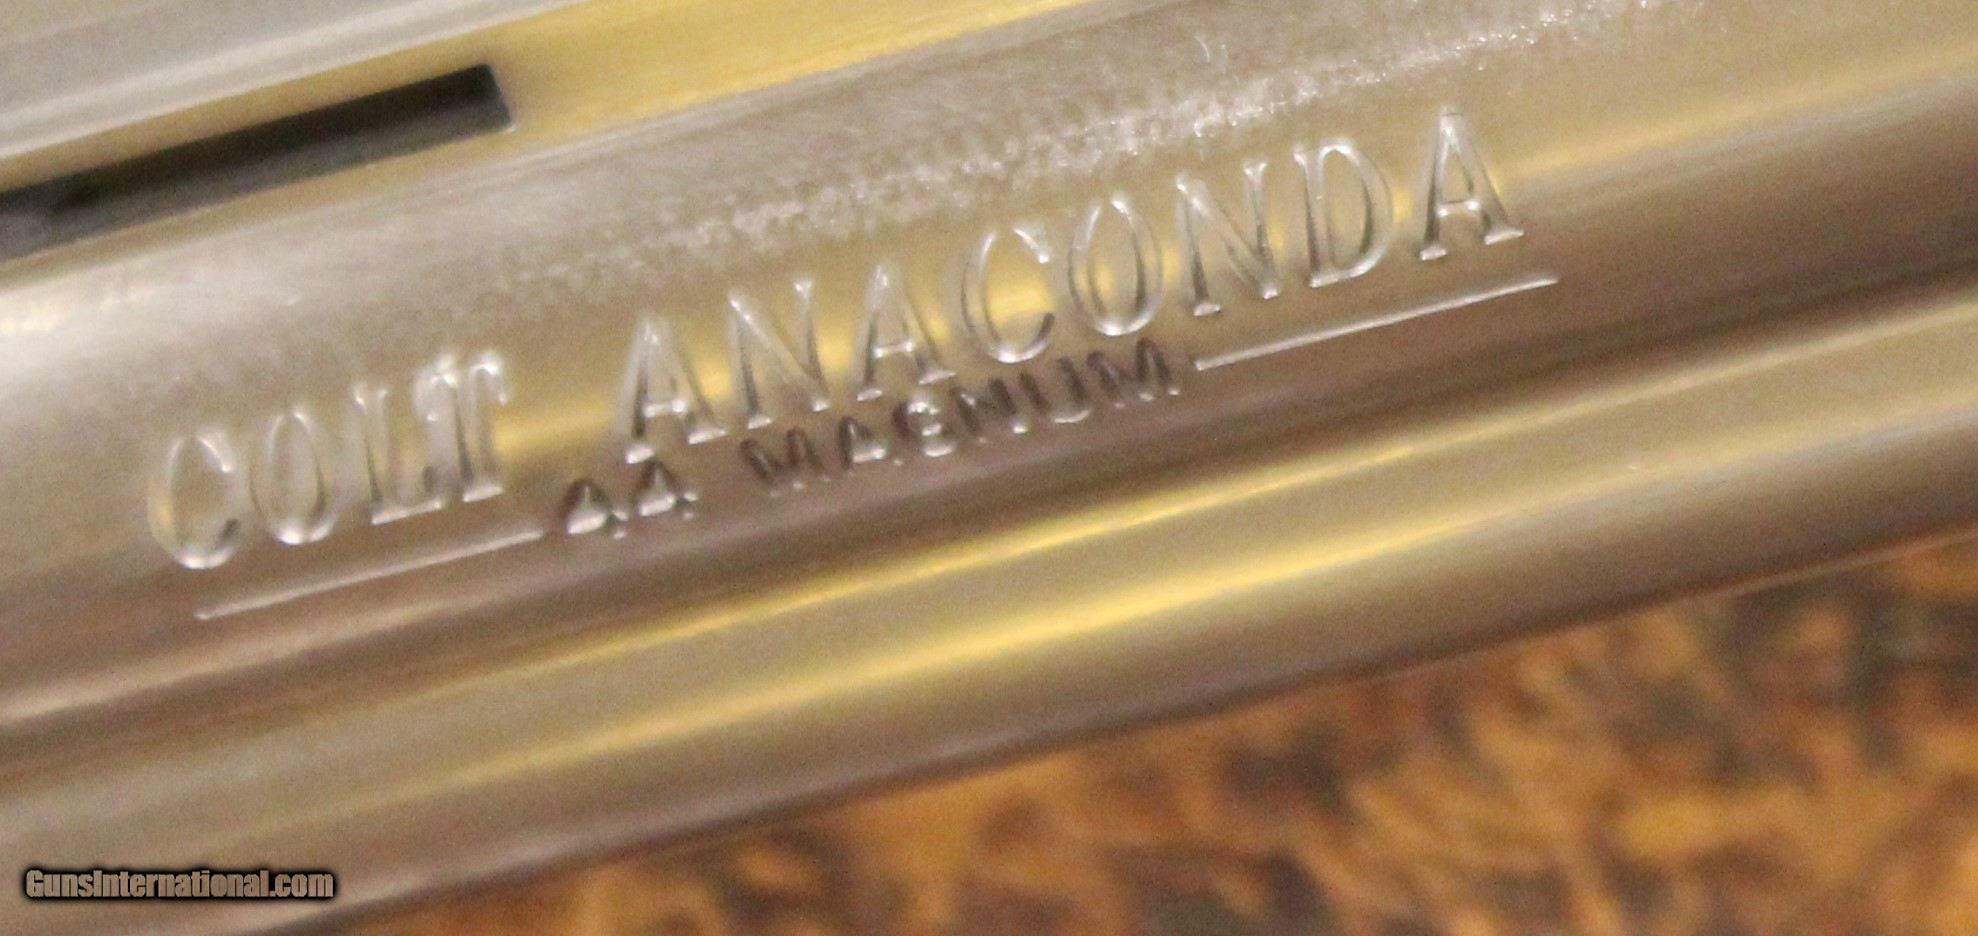 COLT ANACONDA
44 MAGNUM
GunsInternational.com